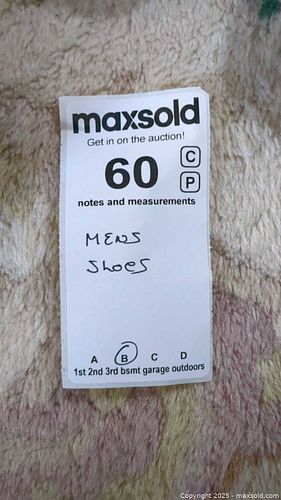 maxsold
Get in on the auction!
60 C
P
notes and measurements
MENS
Shoes
A B C D
1st 2nd 3rd bsmt garage outdoors
Copyright © 2025 - maxsold.com